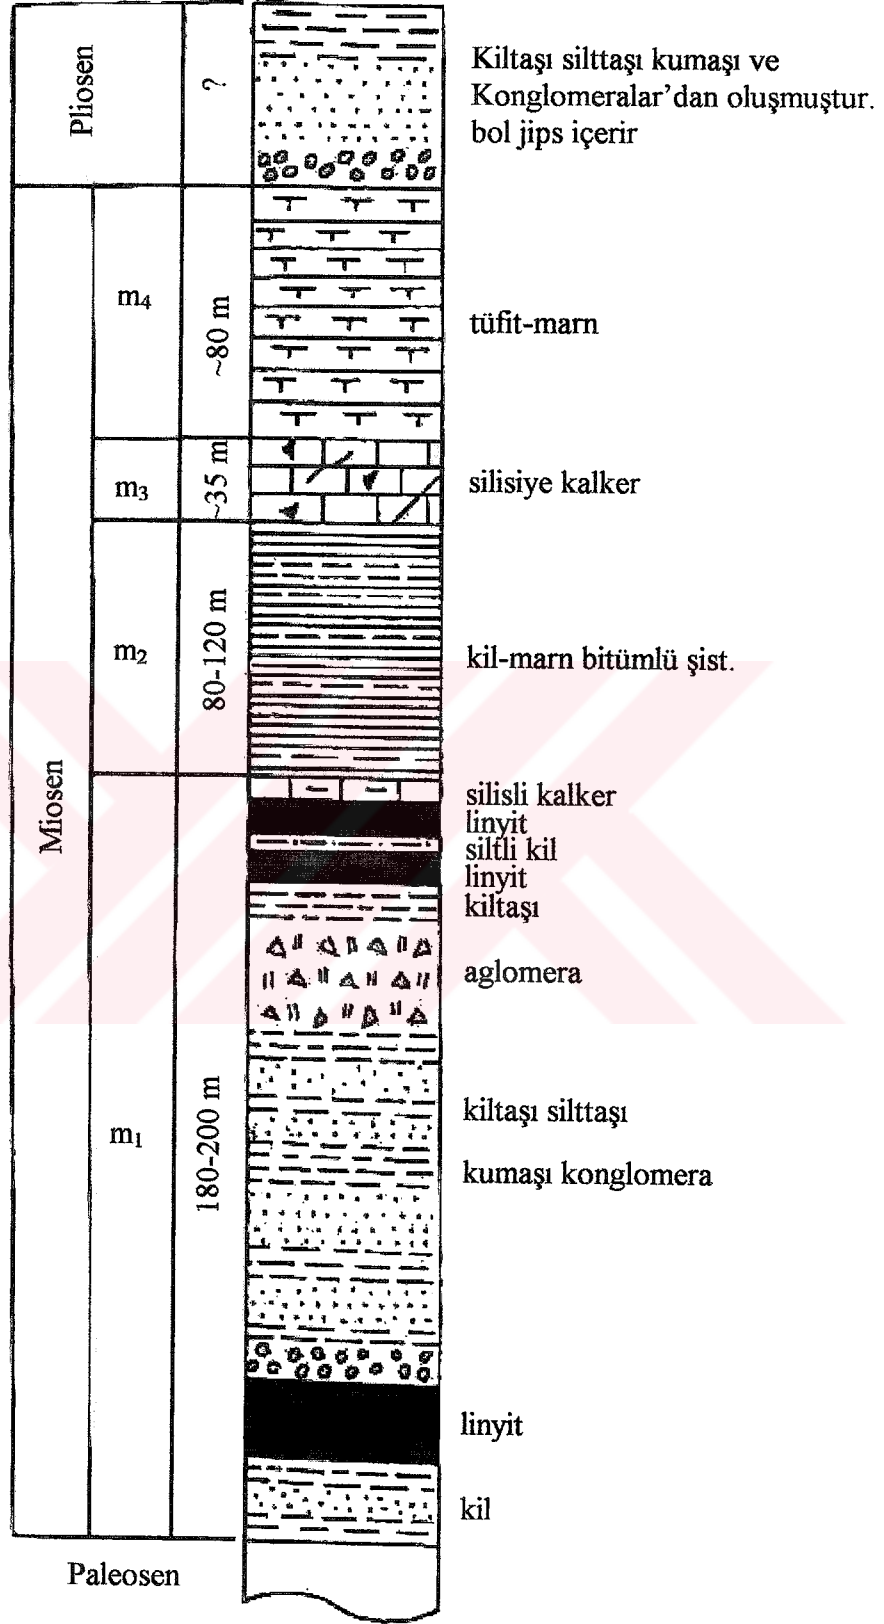 Pliosen
?
Kiltaşı silttaşı kumaşı ve
Konglomeralar'dan oluşmuştur.
bol jips içerir
Miosen
m4
~80 m
tüfit-marn
m3
~35 m
silisiye kalker
m2
80-120 m
kil-marn bitümlü şist.
m1
180-200 m
silisli kalker
linyit
siltli kil
linyit
kiltaşı
aglomera
kiltaşı silttaşı
kumaşı konglomera
linyit
kil
Paleosen